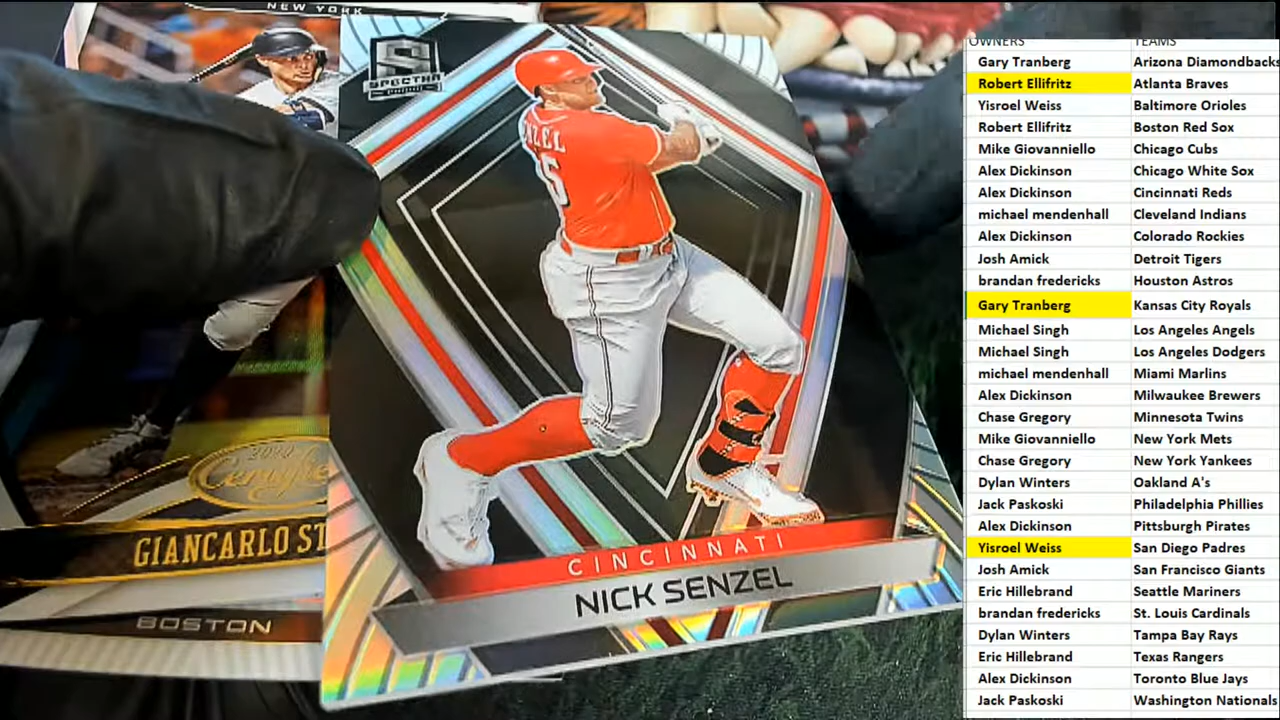 NEW YORK
SPECTRA
PANINI
15
2020
GIANCARLO ST
BOSTON
CINCINNATI
NICK SENZEL
OWNERS TEAMS
Gary Tranberg Arizona Diamondbacks
Robert Ellifritz Atlanta Braves
Yisroel Weiss Baltimore Orioles
Robert Ellifritz Boston Red Sox
Mike Giovanniello Chicago Cubs
Alex Dickinson Chicago White Sox
Alex Dickinson Cincinnati Reds
michael mendenhall Cleveland Indians
Alex Dickinson Colorado Rockies
Josh Amick Detroit Tigers
brandan fredericks Houston Astros
Gary Tranberg Kansas City Royals
Michael Singh Los Angeles Angels
Michael Singh Los Angeles Dodgers
michael mendenhall Miami Marlins
Alex Dickinson Milwaukee Brewers
Chase Gregory Minnesota Twins
Mike Giovanniello New York Mets
Chase Gregory New York Yankees
Dylan Winters Oakland A's
Jack Paskoski Philadelphia Phillies
Alex Dickinson Pittsburgh Pirates
Yisroel Weiss San Diego Padres
Josh Amick San Francisco Giants
Eric Hillebrand Seattle Mariners
brandan fredericks St. Louis Cardinals
Dylan Winters Tampa Bay Rays
Eric Hillebrand Texas Rangers
Alex Dickinson Toronto Blue Jays
Jack Paskoski Washington Nationals